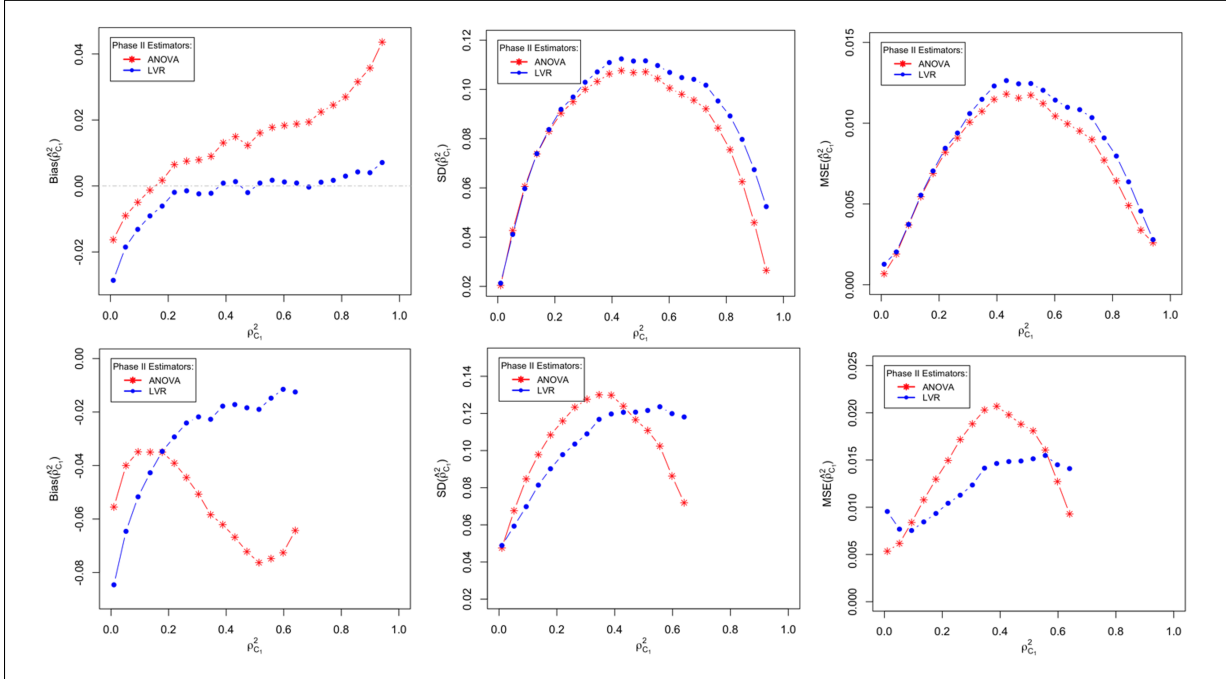 Phase II Estimators:
ANOVA
LVR
Bias(ρ̂²C₁)
0.04
0.02
0.00
-0.02
0.0 0.2 0.4 0.6 0.8 1.0
ρ²C₁
Phase II Estimators:
ANOVA
LVR
SD(ρ̂²C₁)
0.12
0.10
0.08
0.06
0.04
0.02
0.0 0.2 0.4 0.6 0.8 1.0
ρ²C₁
Phase II Estimators:
ANOVA
LVR
MSE(ρ̂²C₁)
0.015
0.010
0.005
0.000
0.0 0.2 0.4 0.6 0.8 1.0
ρ²C₁
Phase II Estimators:
ANOVA
LVR
Bias(ρ̂²C₁)
0.00
-0.02
-0.04
-0.06
-0.08
0.0 0.2 0.4 0.6 0.8 1.0
ρ²C₁
Phase II Estimators:
ANOVA
LVR
SD(ρ̂²C₁)
0.14
0.12
0.10
0.08
0.06
0.04
0.02
0.0 0.2 0.4 0.6 0.8 1.0
ρ²C₁
Phase II Estimators:
ANOVA
LVR
MSE(ρ̂²C₁)
0.025
0.020
0.015
0.010
0.005
0.000
0.0 0.2 0.4 0.6 0.8 1.0
ρ²C₁